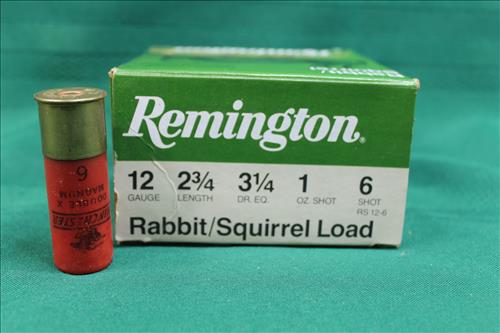 Remington®
12 2¾ 3¼ 1 6
GAUGE LENGTH DR. EQ. OZ. SHOT SHOT
RS 12-6
Rabbit/Squirrel Load
WINCHESTER
DOUBLE X
MAGNUM
6